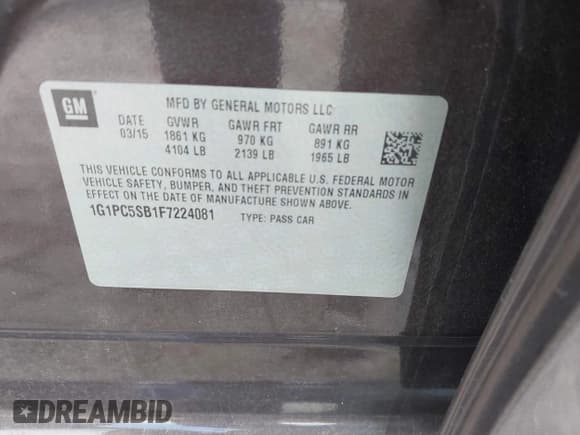 GM
MFD BY GENERAL MOTORS LLC
DATE GVWR GAWR FRT GAWR RR
03/15 1861 KG 970 KG 891 KG
4104 LB 2139 LB 1965 LB
THIS VEHICLE CONFORMS TO ALL APPLICABLE U.S. FEDERAL MOTOR
VEHICLE SAFETY, BUMPER, AND THEFT PREVENTION STANDARDS IN
EFFECT ON THE DATE OF MANUFACTURE SHOWN ABOVE.
1G1PC5SB1F7224081 TYPE: PASS CAR
DREAMBID